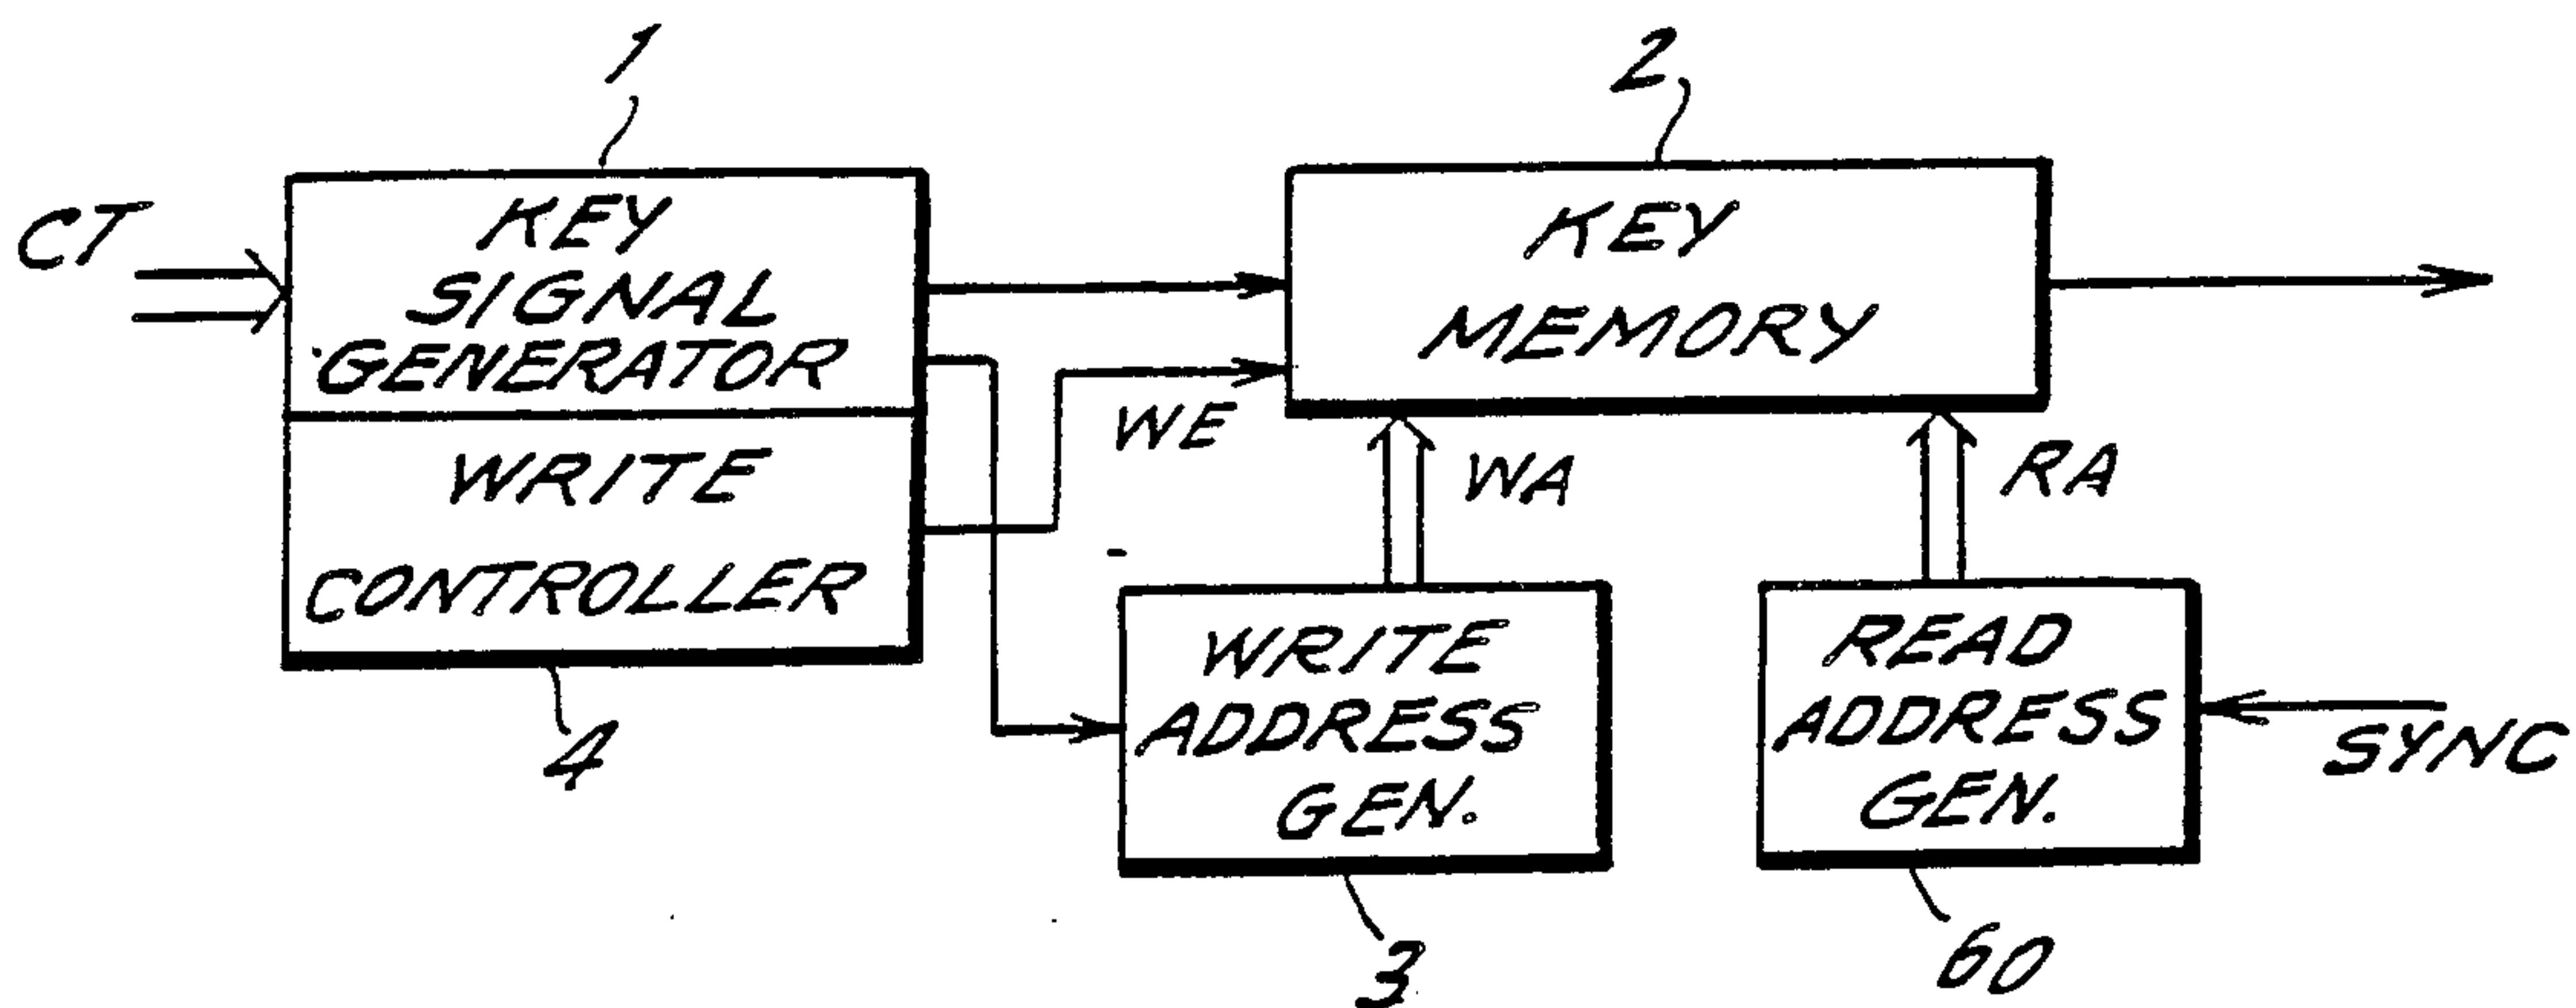 1
2
CT
KEY
SIGNAL
GENERATOR
KEY
MEMORY
WE
WA
RA
WRITE
CONTROLLER
4
WRITE
ADDRESS
GEN.
3
READ
ADDRESS
GEN.
60
SYNC